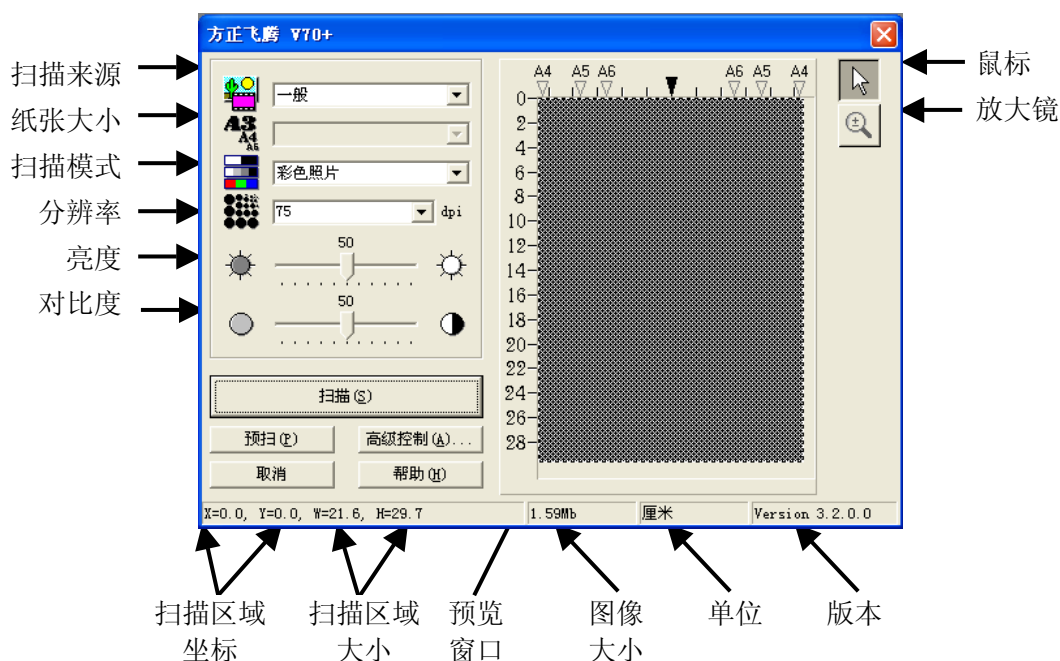 方正飞腾 V70+
扫描来源
纸张大小
扫描模式
分辨率
亮度
对比度
一般
A3
A4
A5
彩色照片
75
dpi
50
50
扫描(S)
预扫(P)
高级控制(A)...
取消
帮助(H)
A4 A5 A6 A6 A5 A4
0
2
4
6
8
10
12
14
16
18
20
22
24
26
28
鼠标
放大镜
X=0.0, Y=0.0, W=21.6, H=29.7
1.59Mb
厘米
Version 3.2.0.0
扫描区域
坐标
扫描区域
大小
预览
窗口
图像
大小
单位
版本